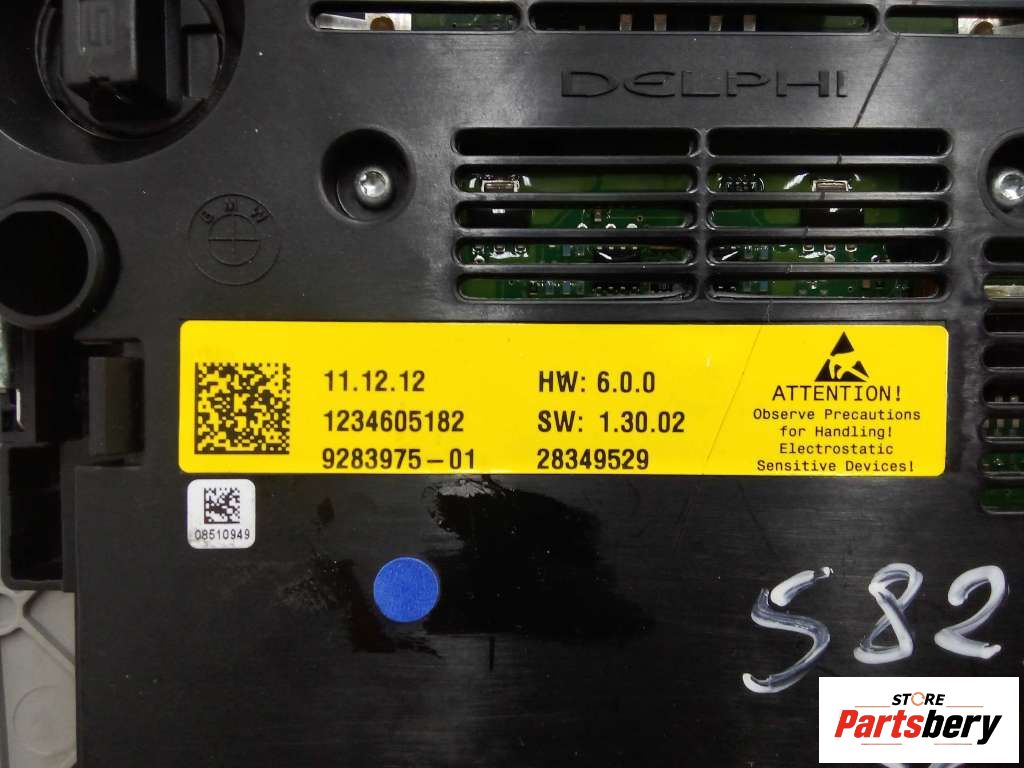 DELPHI
BMW
11.12.12
1234605182
9283975-01
HW: 6.0.0
SW: 1.30.02
28349529
ATTENTION!
Observe Precautions
for Handling!
Electrostatic
Sensitive Devices!
08510949
S82
STORE
Partsbery